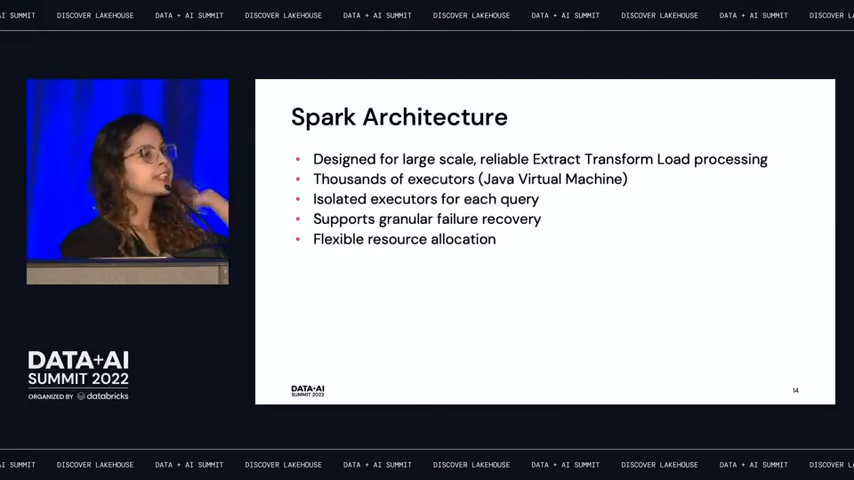 AI SUMMIT DISCOVER LAKEHOUSE DATA + AI SUMMIT DISCOVER LAKEHOUSE DATA + AI SUMMIT DISCOVER LAKEHOUSE DATA + AI SUMMIT DISCOVER LAKEHOUSE DATA + AI SUMMIT DISCOVER LA
Spark Architecture
• Designed for large scale, reliable Extract Transform Load processing
• Thousands of executors (Java Virtual Machine)
• Isolated executors for each query
• Supports granular failure recovery
• Flexible resource allocation
DATA+AI
SUMMIT 2022
ORGANIZED BY databricks
DATA+AI
SUMMIT 2022
14
AI SUMMIT DISCOVER LAKEHOUSE DATA + AI SUMMIT DISCOVER LAKEHOUSE DATA + AI SUMMIT DISCOVER LAKEHOUSE DATA + AI SUMMIT DISCOVER LAKEHOUSE DATA + AI SUMMIT DISCOVER LA